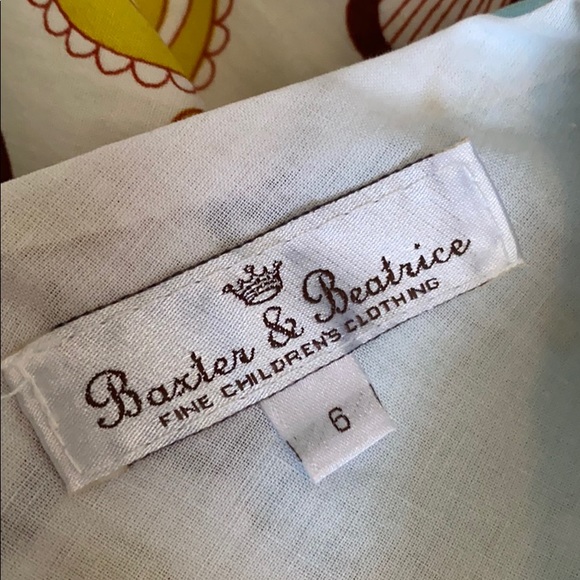 Baxter & Beatrice
FINE CHILDREN'S CLOTHING
6